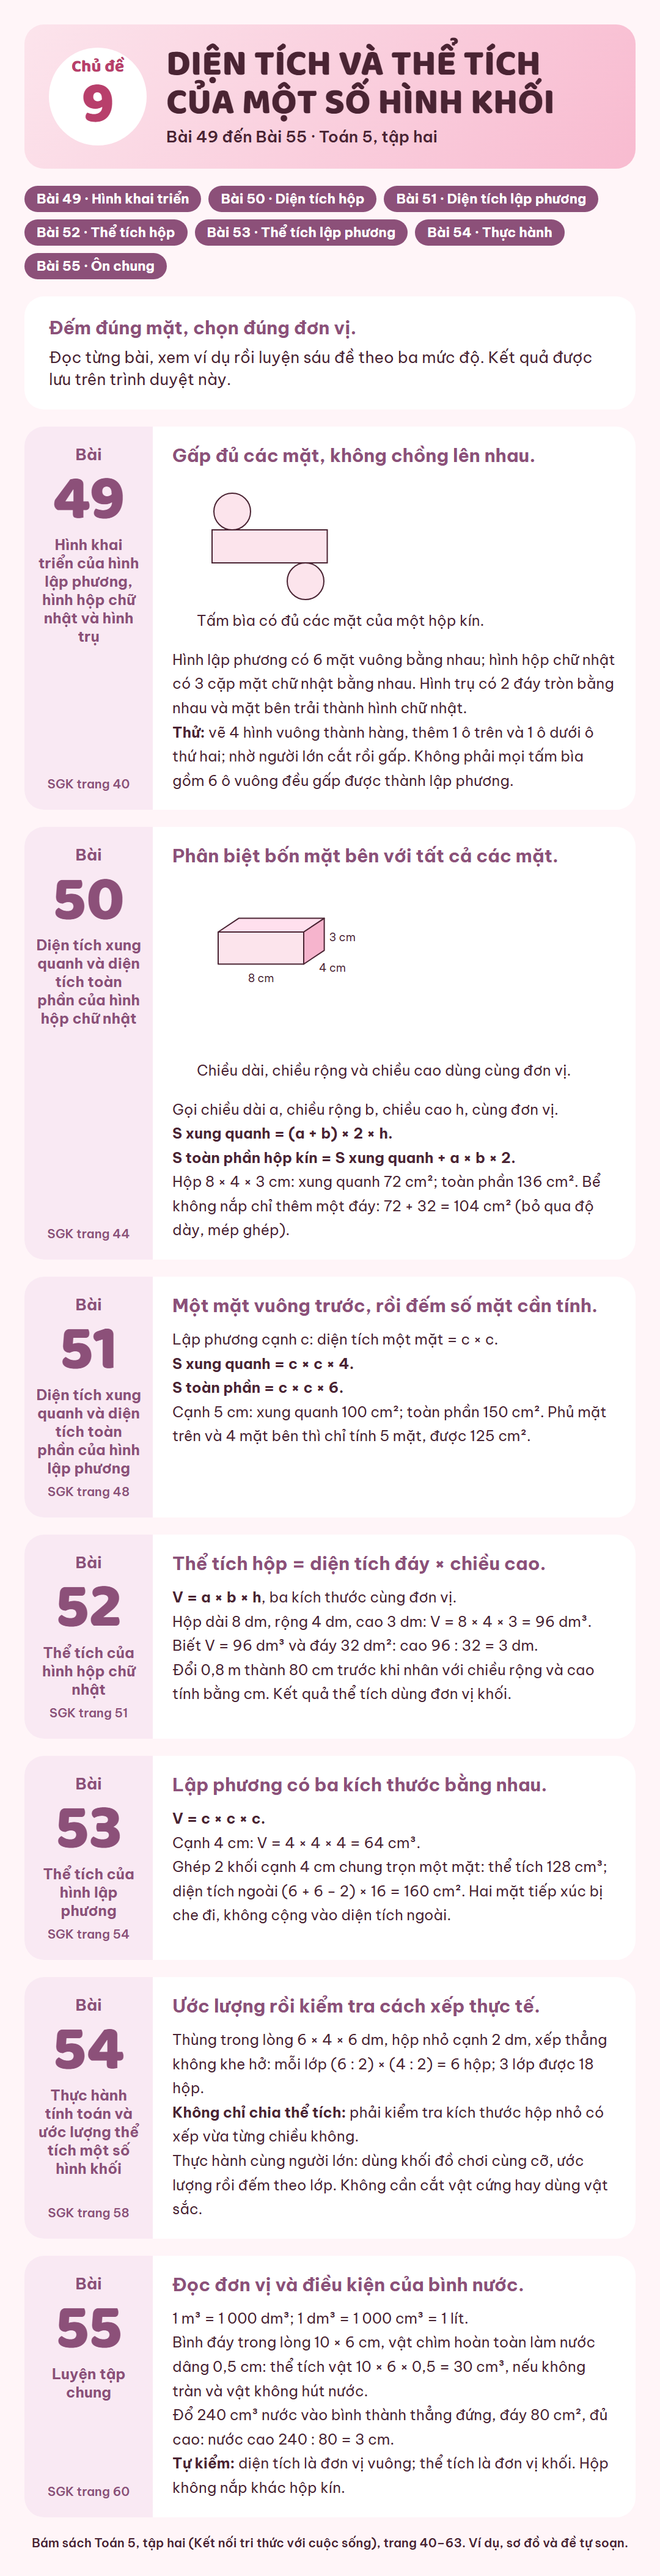 Chủ đề
9
DIỆN TÍCH VÀ THỂ TÍCH
CỦA MỘT SỐ HÌNH KHỐI
Bài 49 đến Bài 55 · Toán 5, tập hai
Bài 49 · Hình khai triển
Bài 50 · Diện tích hộp
Bài 51 · Diện tích lập phương
Bài 52 · Thể tích hộp
Bài 53 · Thể tích lập phương
Bài 54 · Thực hành
Bài 55 · Ôn chung
Đếm đúng mặt, chọn đúng đơn vị.
Đọc từng bài, xem ví dụ rồi luyện sáu đề theo ba mức độ. Kết quả được
lưu trên trình duyệt này.
Bài
49
Hình khai
triển của hình
lập phương,
hình hộp chữ
nhật và hình
trụ
SGK trang 40
Gấp đủ các mặt, không chồng lên nhau.
Tấm bìa có đủ các mặt của một hộp kín.
Hình lập phương có 6 mặt vuông bằng nhau; hình hộp chữ nhật
có 3 cặp mặt chữ nhật bằng nhau. Hình trụ có 2 đáy tròn bằng
nhau và mặt bên trải thành hình chữ nhật.
Thử: vẽ 4 hình vuông thành hàng, thêm 1 ô trên và 1 ô dưới ô
thứ hai; nhờ người lớn cắt rồi gấp. Không phải mọi tấm bìa
gồm 6 ô vuông đều gấp được thành lập phương.
Bài
50
Diện tích xung
quanh và diện
tích toàn
phần của hình
hộp chữ nhật
SGK trang 44
Phân biệt bốn mặt bên với tất cả các mặt.
3 cm
4 cm
8 cm
Chiều dài, chiều rộng và chiều cao dùng cùng đơn vị.
Gọi chiều dài a, chiều rộng b, chiều cao h, cùng đơn vị.
S xung quanh = (a + b) × 2 × h.
S toàn phần hộp kín = S xung quanh + a × b × 2.
Hộp 8 × 4 × 3 cm: xung quanh 72 cm²; toàn phần 136 cm². Bể
không nắp chỉ thêm một đáy: 72 + 32 = 104 cm² (bỏ qua độ
dày, mép ghép).
Bài
51
Diện tích xung
quanh và diện
tích toàn
phần của hình
lập phương
SGK trang 48
Một mặt vuông trước, rồi đếm số mặt cần tính.
Lập phương cạnh c: diện tích một mặt = c × c.
S xung quanh = c × c × 4.
S toàn phần = c × c × 6.
Cạnh 5 cm: xung quanh 100 cm²; toàn phần 150 cm². Phủ mặt
trên và 4 mặt bên thì chỉ tính 5 mặt, được 125 cm².
Bài
52
Thể tích của
hình hộp chữ
nhật
SGK trang 51
Thể tích hộp = diện tích đáy × chiều cao.
V = a × b × h, ba kích thước cùng đơn vị.
Hộp dài 8 dm, rộng 4 dm, cao 3 dm: V = 8 × 4 × 3 = 96 dm³.
Biết V = 96 dm³ và đáy 32 dm²: cao 96 : 32 = 3 dm.
Đổi 0,8 m thành 80 cm trước khi nhân với chiều rộng và cao
tính bằng cm. Kết quả thể tích dùng đơn vị khối.
Bài
53
Thể tích của
hình lập
phương
SGK trang 54
Lập phương có ba kích thước bằng nhau.
V = c × c × c.
Cạnh 4 cm: V = 4 × 4 × 4 = 64 cm³.
Ghép 2 khối cạnh 4 cm chung trọn một mặt: thể tích 128 cm³;
diện tích ngoài (6 + 6 − 2) × 16 = 160 cm². Hai mặt tiếp xúc bị
che đi, không cộng vào diện tích ngoài.
Bài
54
Thực hành
tính toán và
ước lượng thể
tích một số
hình khối
SGK trang 58
Ước lượng rồi kiểm tra cách xếp thực tế.
Thùng trong lòng 6 × 4 × 6 dm, hộp nhỏ cạnh 2 dm, xếp thẳng
không khe hở: mỗi lớp (6 : 2) × (4 : 2) = 6 hộp; 3 lớp được 18
hộp.
Không chỉ chia thể tích: phải kiểm tra kích thước hộp nhỏ có
xếp vừa từng chiều không.
Thực hành cùng người lớn: dùng khối đồ chơi cùng cỡ, ước
lượng rồi đếm theo lớp. Không cần cắt vật cứng hay dùng vật
sắc.
Bài
55
Luyện tập
chung
SGK trang 60
Đọc đơn vị và điều kiện của bình nước.
1 m³ = 1 000 dm³; 1 dm³ = 1 000 cm³ = 1 lít.
Bình đáy trong lòng 10 × 6 cm, vật chìm hoàn toàn làm nước
dâng 0,5 cm: thể tích vật 10 × 6 × 0,5 = 30 cm³, nếu không
tràn và vật không hút nước.
Đổ 240 cm³ nước vào bình thành thẳng đứng, đáy 80 cm², đủ
cao: nước cao 240 : 80 = 3 cm.
Tự kiểm: diện tích là đơn vị vuông; thể tích là đơn vị khối. Hộp
không nắp khác hộp kín.
Bám sách Toán 5, tập hai (Kết nối tri thức với cuộc sống), trang 40–63. Ví dụ, sơ đồ và đề tự soạn.